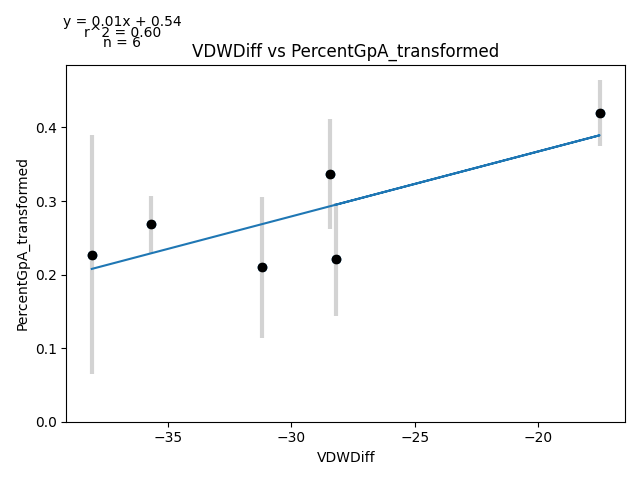 y = 0.01x + 0.54
r^2 = 0.60
n = 6
VDWDiff vs PercentGpA_transformed
PercentGpA_transformed
0.4
0.3
0.2
0.1
0.0
−35
−30
−25
−20
VDWDiff